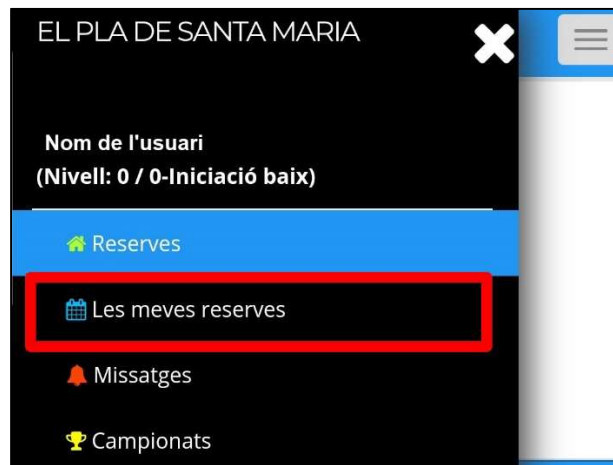 EL PLA DE SANTA MARIA
Nom de l'usuari
(Nivell: 0 / 0-Iniciació baix)
Reserves
Les meves reserves
Missatges
Campionats